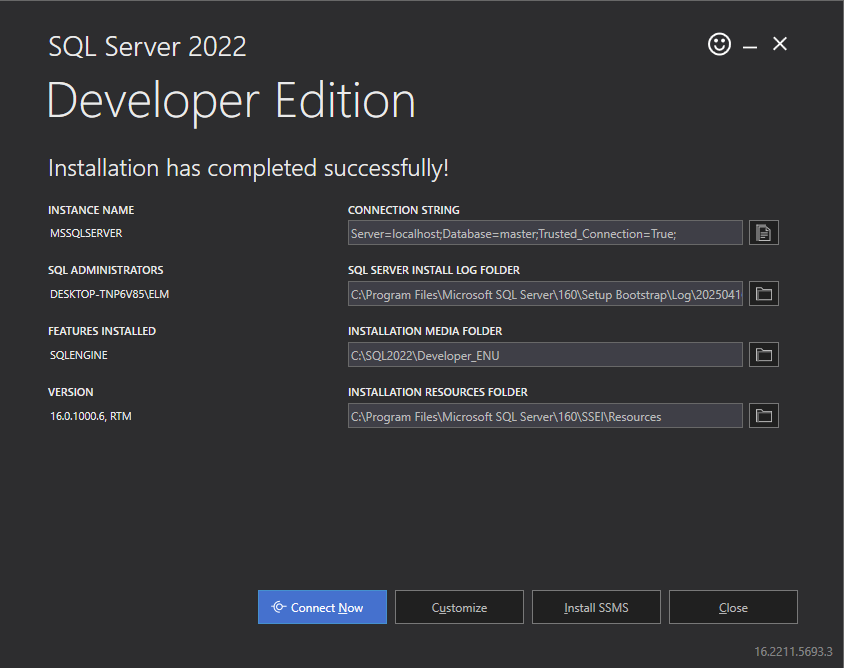 SQL Server 2022
Developer Edition
Installation has completed successfully!
INSTANCE NAME
MSSQLSERVER
CONNECTION STRING
Server=localhost;Database=master;Trusted_Connection=True;
SQL ADMINISTRATORS
DESKTOP-TNP6V85\ELM
SQL SERVER INSTALL LOG FOLDER
C:\Program Files\Microsoft SQL Server\160\Setup Bootstrap\Log\2025041
FEATURES INSTALLED
SQLENGINE
INSTALLATION MEDIA FOLDER
C:\SQL2022\Developer_ENU
VERSION
16.0.1000.6, RTM
INSTALLATION RESOURCES FOLDER
C:\Program Files\Microsoft SQL Server\160\SSEI\Resources
Connect Now
Customize
Install SSMS
Close
16.2211.5693.3